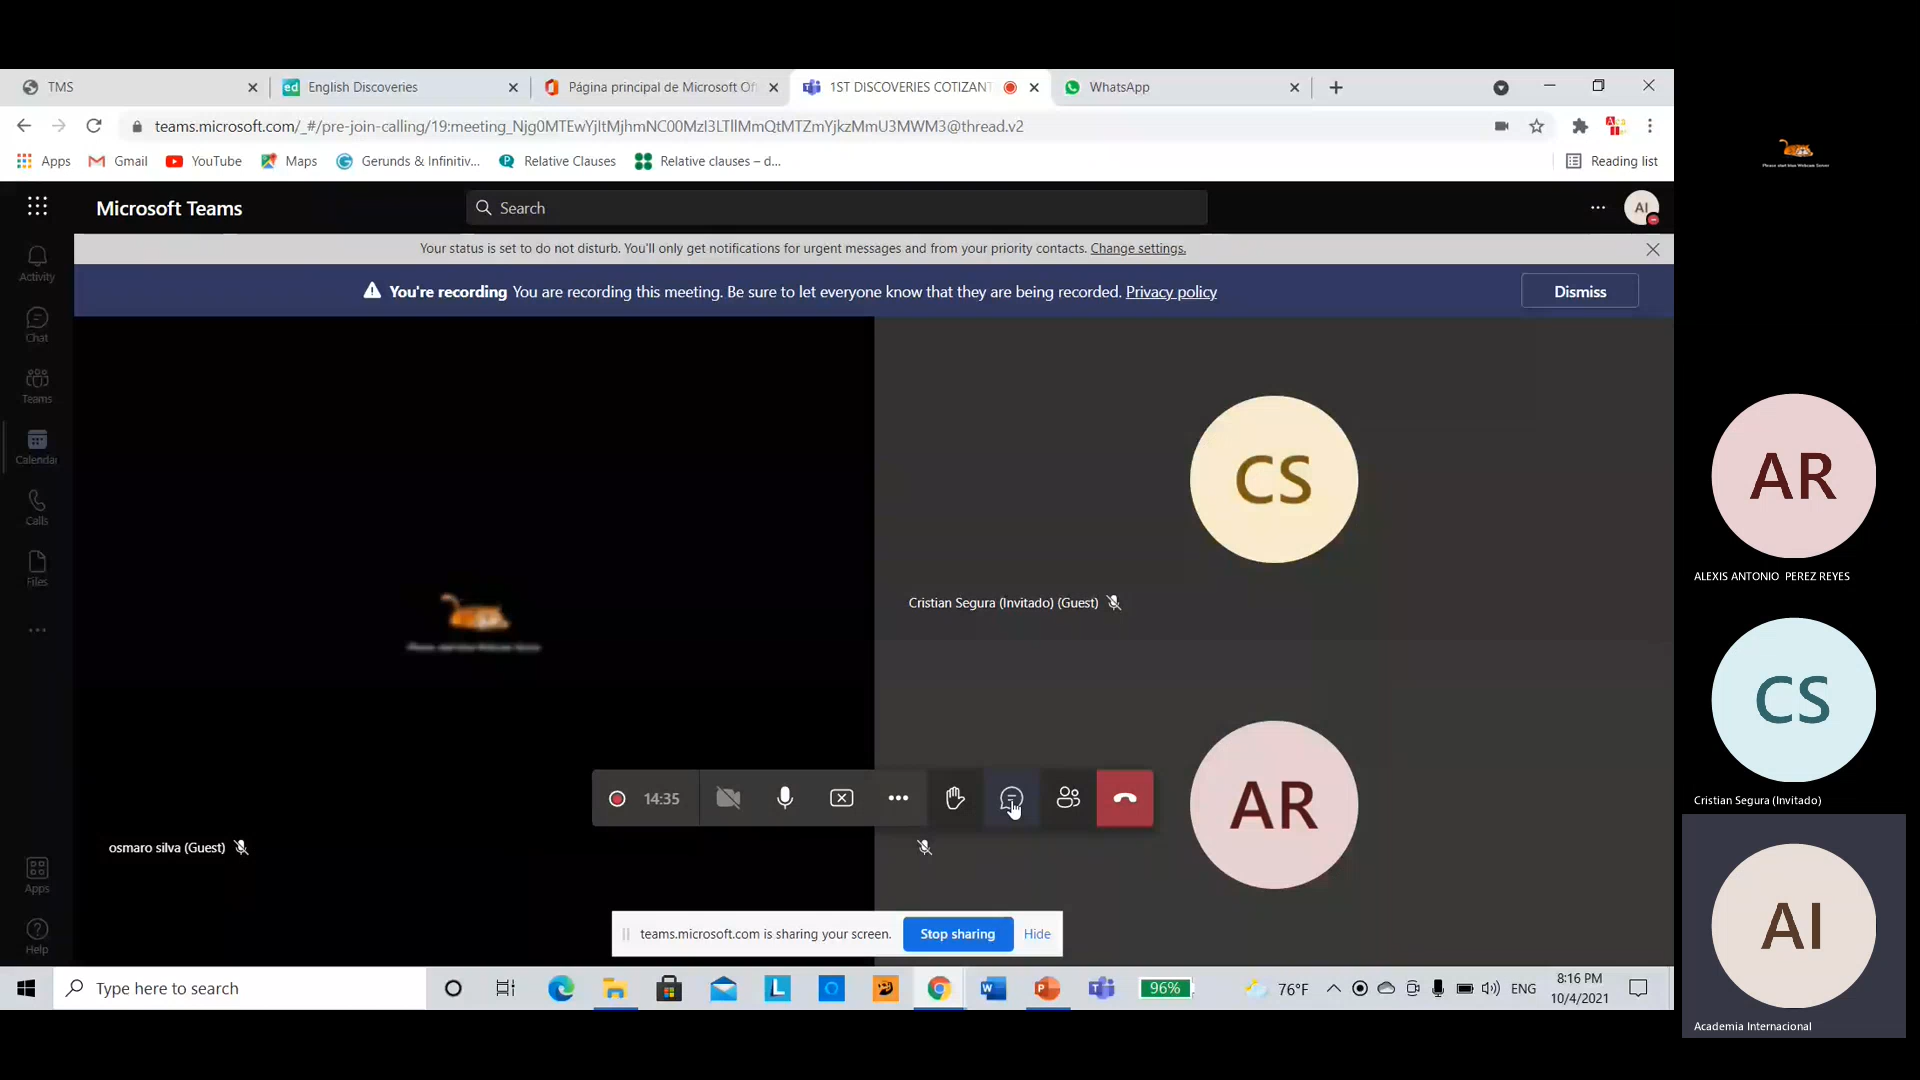 TMS
English Discoveries
Página principal de Microsoft Of
1ST DISCOVERIES COTIZANT
WhatsApp
teams.microsoft.com/_#/pre-join-calling/19:meeting_Njg0MTEwYjItMjhmNC00MzI3LTllMmQtMTZmYjkzMmU3MWM3@thread.v2
Apps
Gmail
YouTube
Maps
Gerunds & Infinitiv...
Relative Clauses
Relative clauses – d...
Reading list
Microsoft Teams
Search
AI
Your status is set to do not disturb. You'll only get notifications for urgent messages and from your priority contacts. Change settings.
You're recording You are recording this meeting. Be sure to let everyone know that they are being recorded. Privacy policy
Dismiss
Activity
Chat
Teams
Calendar
Calls
Files
Apps
Help
CS
Cristian Segura (Invitado) (Guest)
Please start Iriun Webcam Server
14:35
AR
osmaro silva (Guest)
teams.microsoft.com is sharing your screen.
Stop sharing
Hide
Type here to search
96%
76°F
ENG
8:16 PM
10/4/2021
AR
ALEXIS ANTONIO PEREZ REYES
CS
Cristian Segura (Invitado)
AI
Academia Internacional